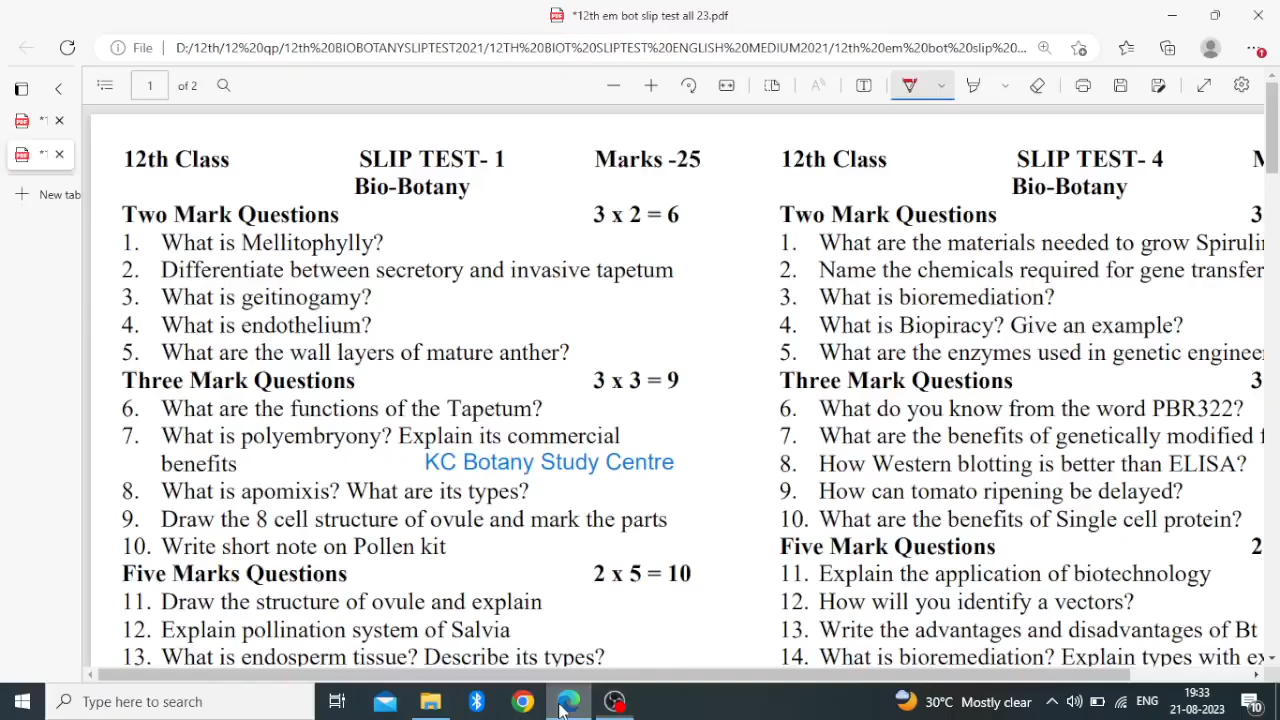 *12th em bot slip test all 23.pdf
File D:/12th/12%20qp/12th%20BIOBOTANYSLIPTEST2021/12TH%20BIOT%20SLIPTEST%20ENGLISH%20MEDIUM2021/12th%20em%20bot%20slip%20...
1 of 2
New tab
12th Class SLIP TEST- 1 Marks -25
Bio-Botany
Two Mark Questions 3 x 2 = 6
1. What is Mellitophylly?
2. Differentiate between secretory and invasive tapetum
3. What is geitinogamy?
4. What is endothelium?
5. What are the wall layers of mature anther?
Three Mark Questions 3 x 3 = 9
6. What are the functions of the Tapetum?
7. What is polyembryony? Explain its commercial
benefits
KC Botany Study Centre
8. What is apomixis? What are its types?
9. Draw the 8 cell structure of ovule and mark the parts
10. Write short note on Pollen kit
Five Marks Questions 2 x 5 = 10
11. Draw the structure of ovule and explain
12. Explain pollination system of Salvia
13. What is endosperm tissue? Describe its types?
12th Class SLIP TEST- 4
Bio-Botany
Two Mark Questions 3
1. What are the materials needed to grow Spirulin
2. Name the chemicals required for gene transfer
3. What is bioremediation?
4. What is Biopiracy? Give an example?
5. What are the enzymes used in genetic enginee
Three Mark Questions 3
6. What do you know from the word PBR322?
7. What are the benefits of genetically modified f
8. How Western blotting is better than ELISA?
9. How can tomato ripening be delayed?
10. What are the benefits of Single cell protein?
Five Mark Questions 2
11. Explain the application of biotechnology
12. How will you identify a vectors?
13. Write the advantages and disadvantages of Bt
14. What is bioremediation? Explain types with ex
Type here to search
30°C Mostly clear
ENG
19:33
21-08-2023
10